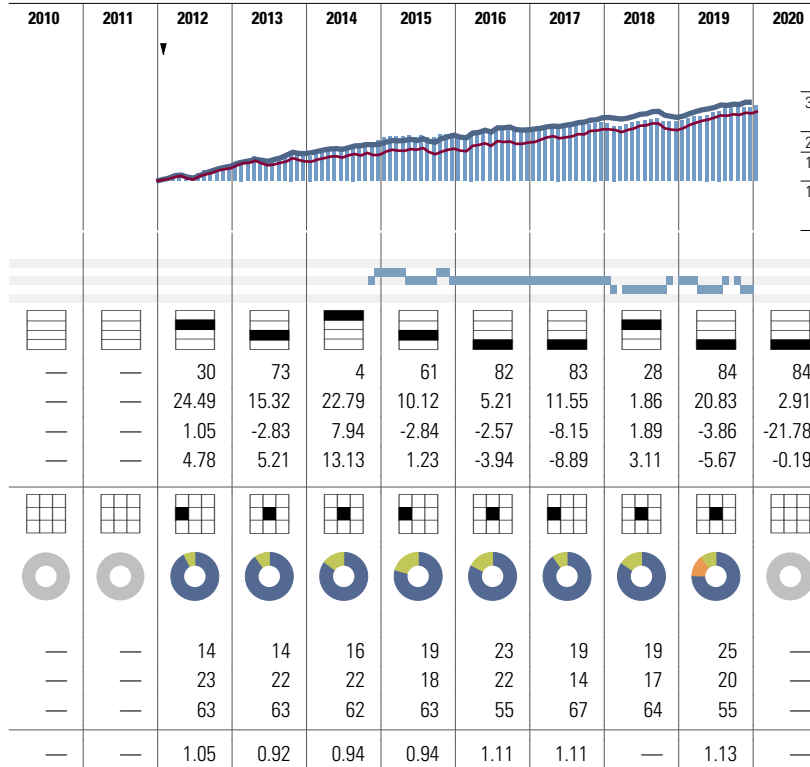 2010 2011 2012 2013 2014 2015 2016 2017 2018 2019 2020
3
2
1
1
— — 30 73 4 61 82 83 28 84 84
— — 24.49 15.32 22.79 10.12 5.21 11.55 1.86 20.83 2.91
— — 1.05 -2.83 7.94 -2.84 -2.57 -8.15 1.89 -3.86 -21.78
— — 4.78 5.21 13.13 1.23 -3.94 -8.89 3.11 -5.67 -0.19
— — 14 14 16 19 23 19 19 25 —
— — 23 22 22 18 22 14 17 20 —
— — 63 63 62 63 55 67 64 55 —
— — 1.05 0.92 0.94 0.94 1.11 1.11 — 1.13 —